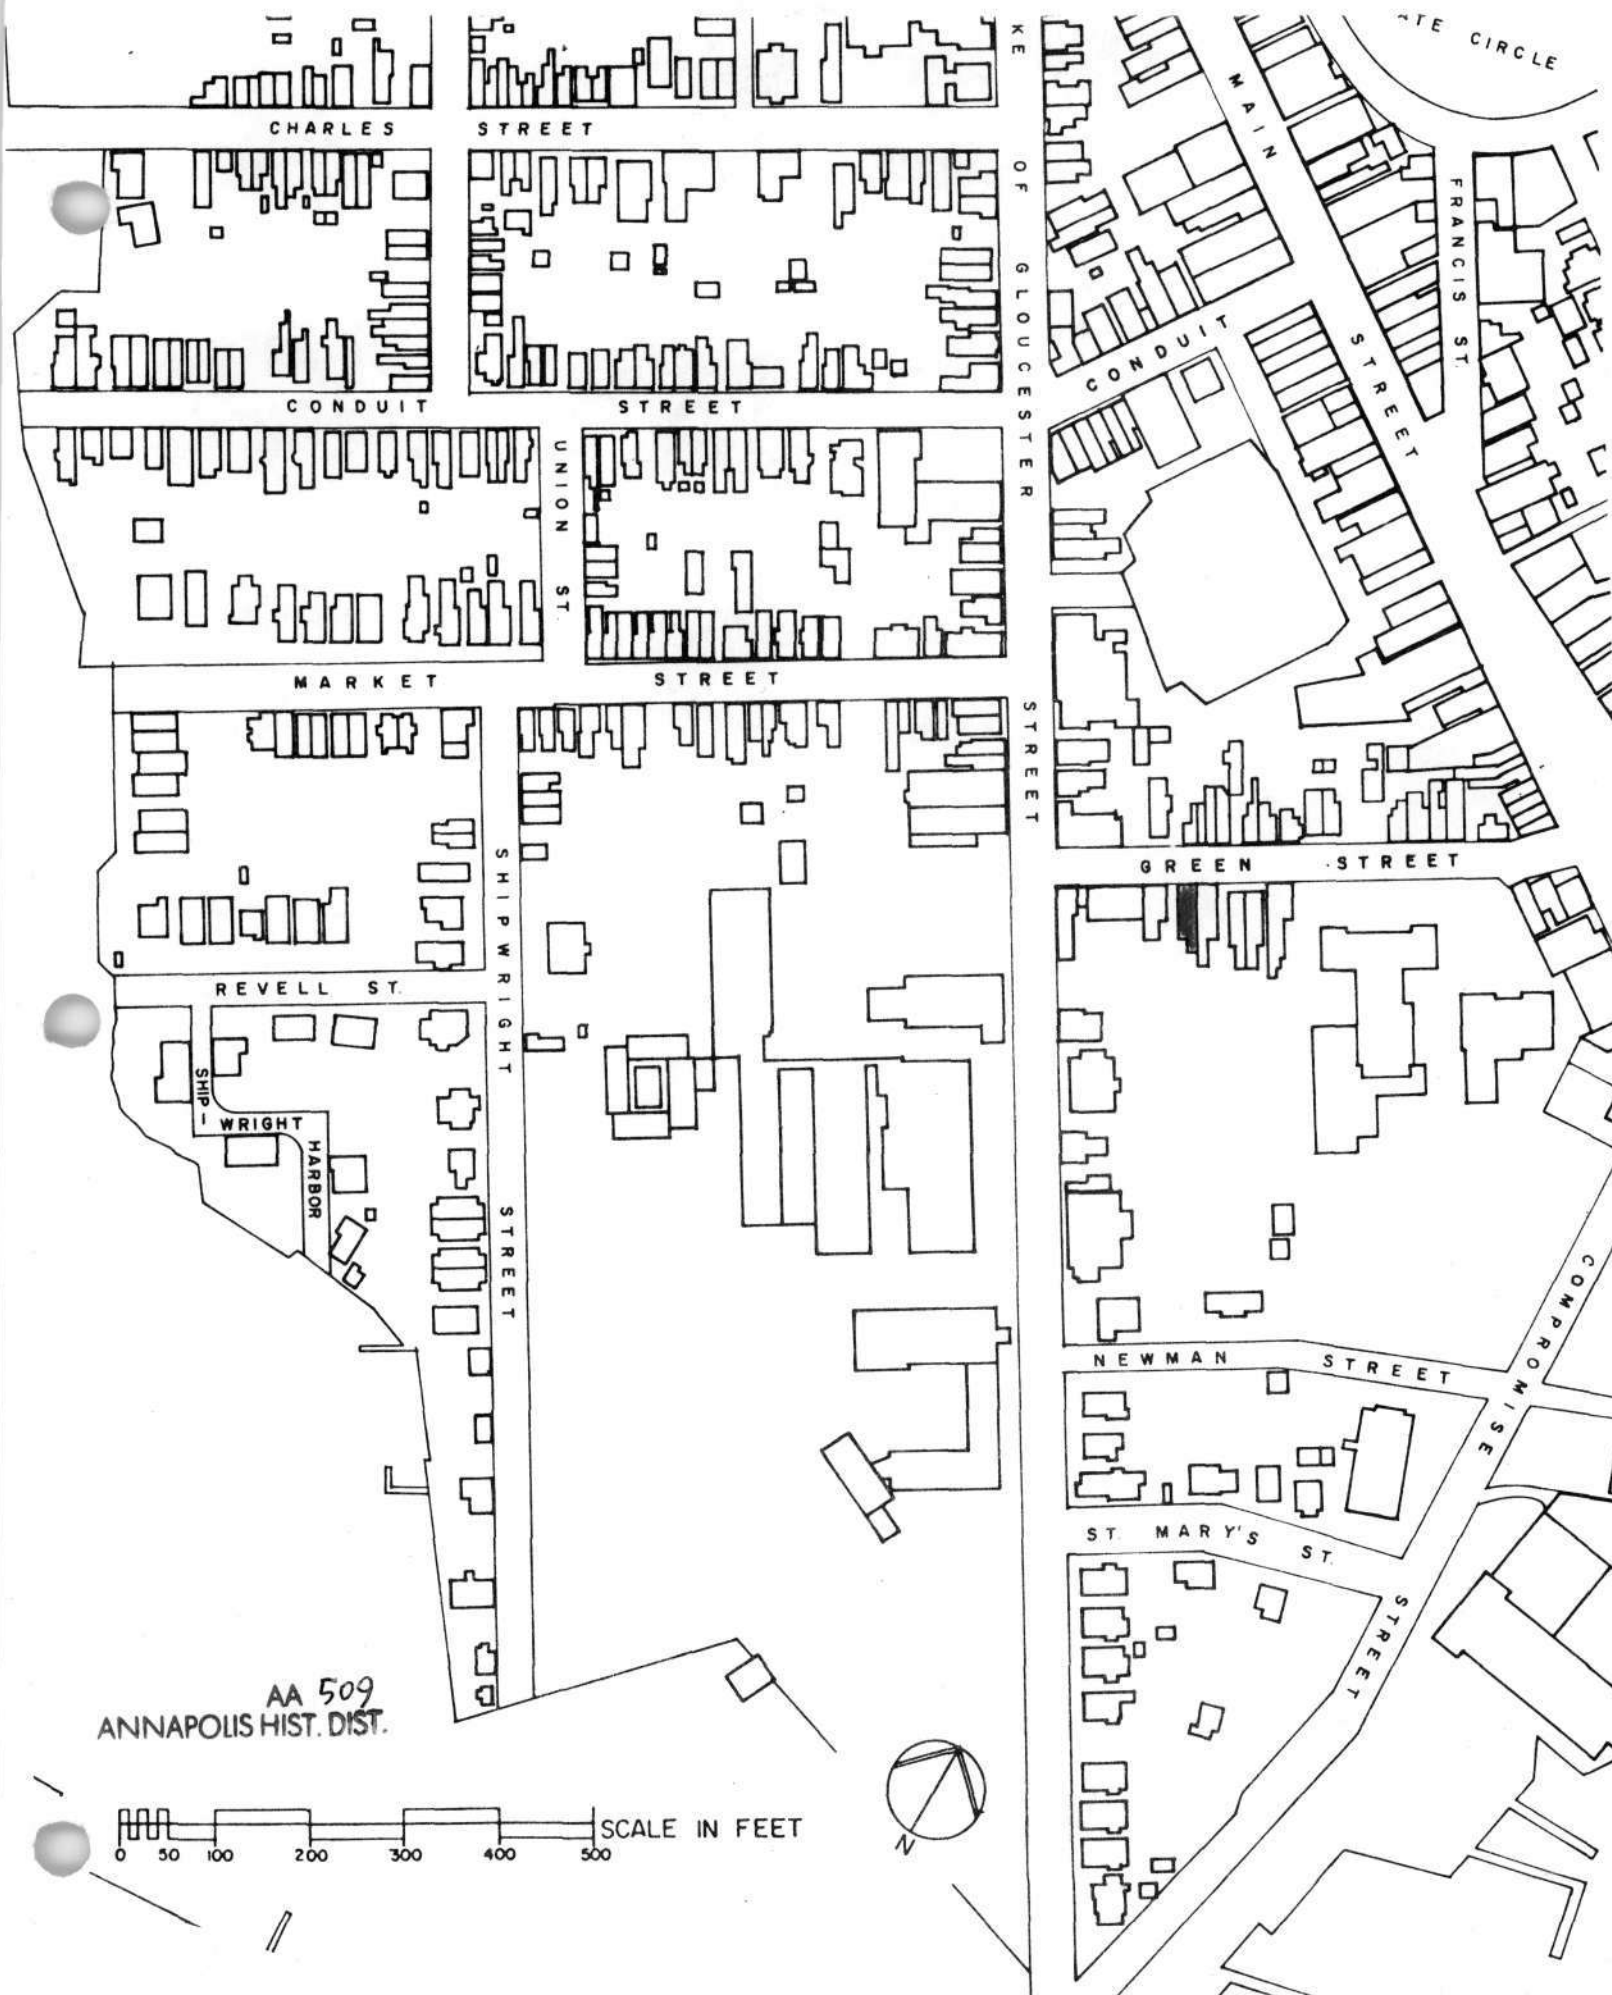 ATE CIRCLE
KE OF GLOUCESTER STREET
MAIN STREET
CHARLES STREET
FRANCIS ST.
CONDUIT
CONDUIT STREET
UNION ST.
MARKET STREET
GREEN STREET
SHIPWRIGHT STREET
REVELL ST.
SHIP-
WRIGHT
HARBOR
COMPROMISE STREET
NEWMAN STREET
ST. MARY'S ST.
AA 509
ANNAPOLIS HIST. DIST.
SCALE IN FEET
0 50 100 200 300 400 500
N